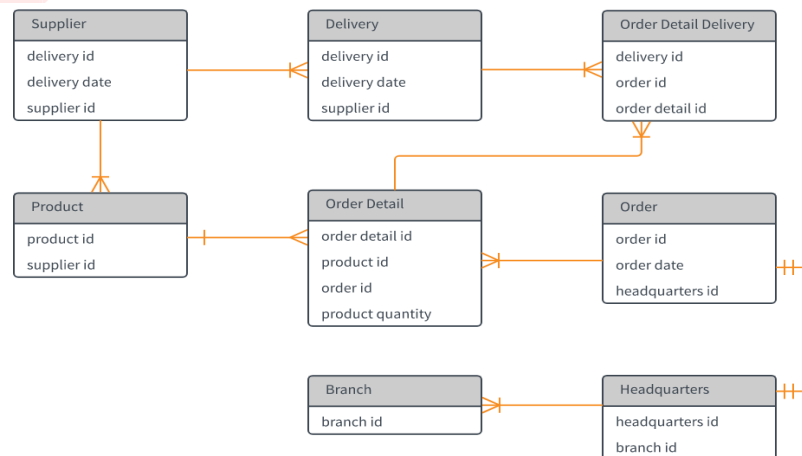 Supplier
delivery id
delivery date
supplier id
Delivery
delivery id
delivery date
supplier id
Order Detail Delivery
delivery id
order id
order detail id
Product
product id
supplier id
Order Detail
order detail id
product id
order id
product quantity
Order
order id
order date
headquarters id
Branch
branch id
Headquarters
headquarters id
branch id